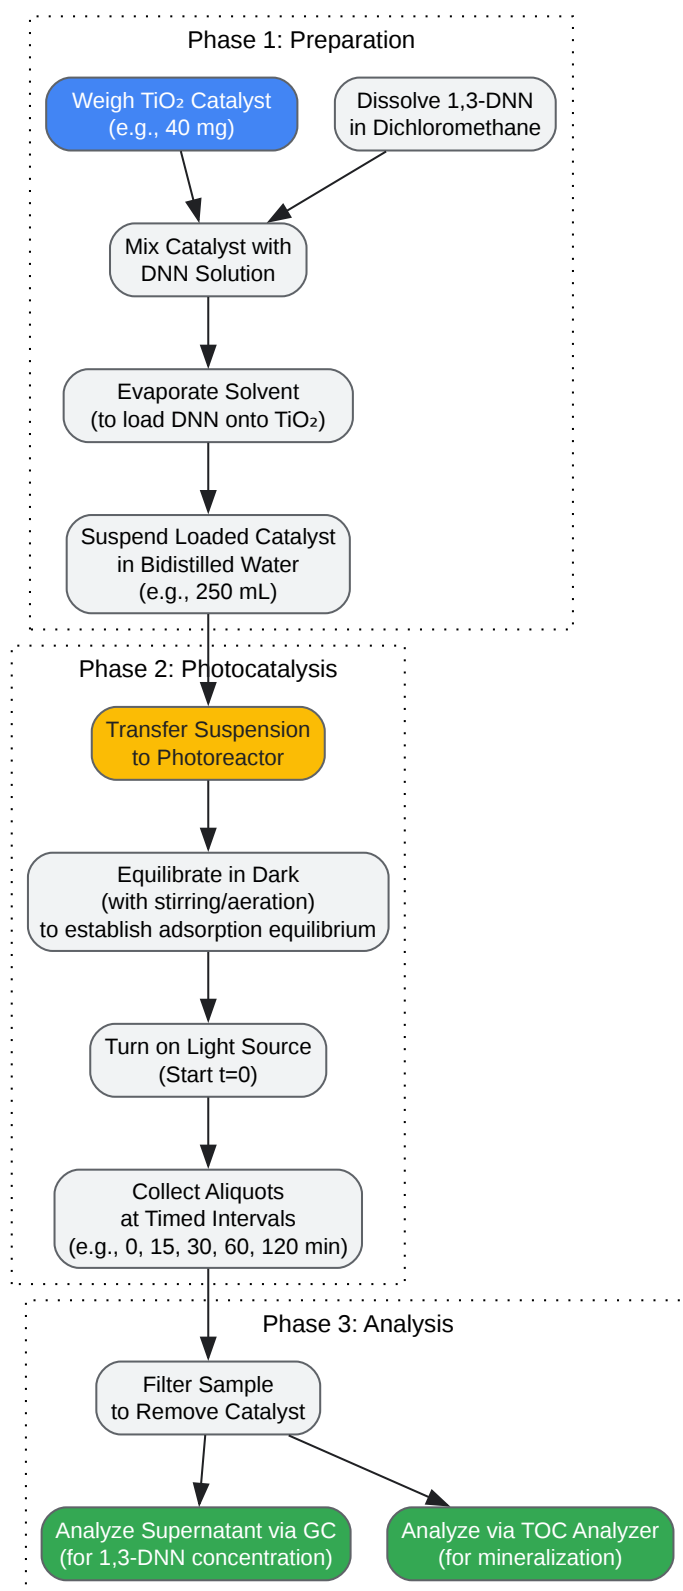 Phase 1: Preparation
Weigh TiO₂ Catalyst
(e.g., 40 mg)
Dissolve 1,3-DNN
in Dichloromethane
Mix Catalyst with
DNN Solution
Evaporate Solvent
(to load DNN onto TiO₂)
Suspend Loaded Catalyst
in Bidistilled Water
(e.g., 250 mL)
Phase 2: Photocatalysis
Transfer Suspension
to Photoreactor
Equilibrate in Dark
(with stirring/aeration)
to establish adsorption equilibrium
Turn on Light Source
(Start t=0)
Collect Aliquots
at Timed Intervals
(e.g., 0, 15, 30, 60, 120 min)
Phase 3: Analysis
Filter Sample
to Remove Catalyst
Analyze Supernatant via GC
(for 1,3-DNN concentration)
Analyze via TOC Analyzer
(for mineralization)